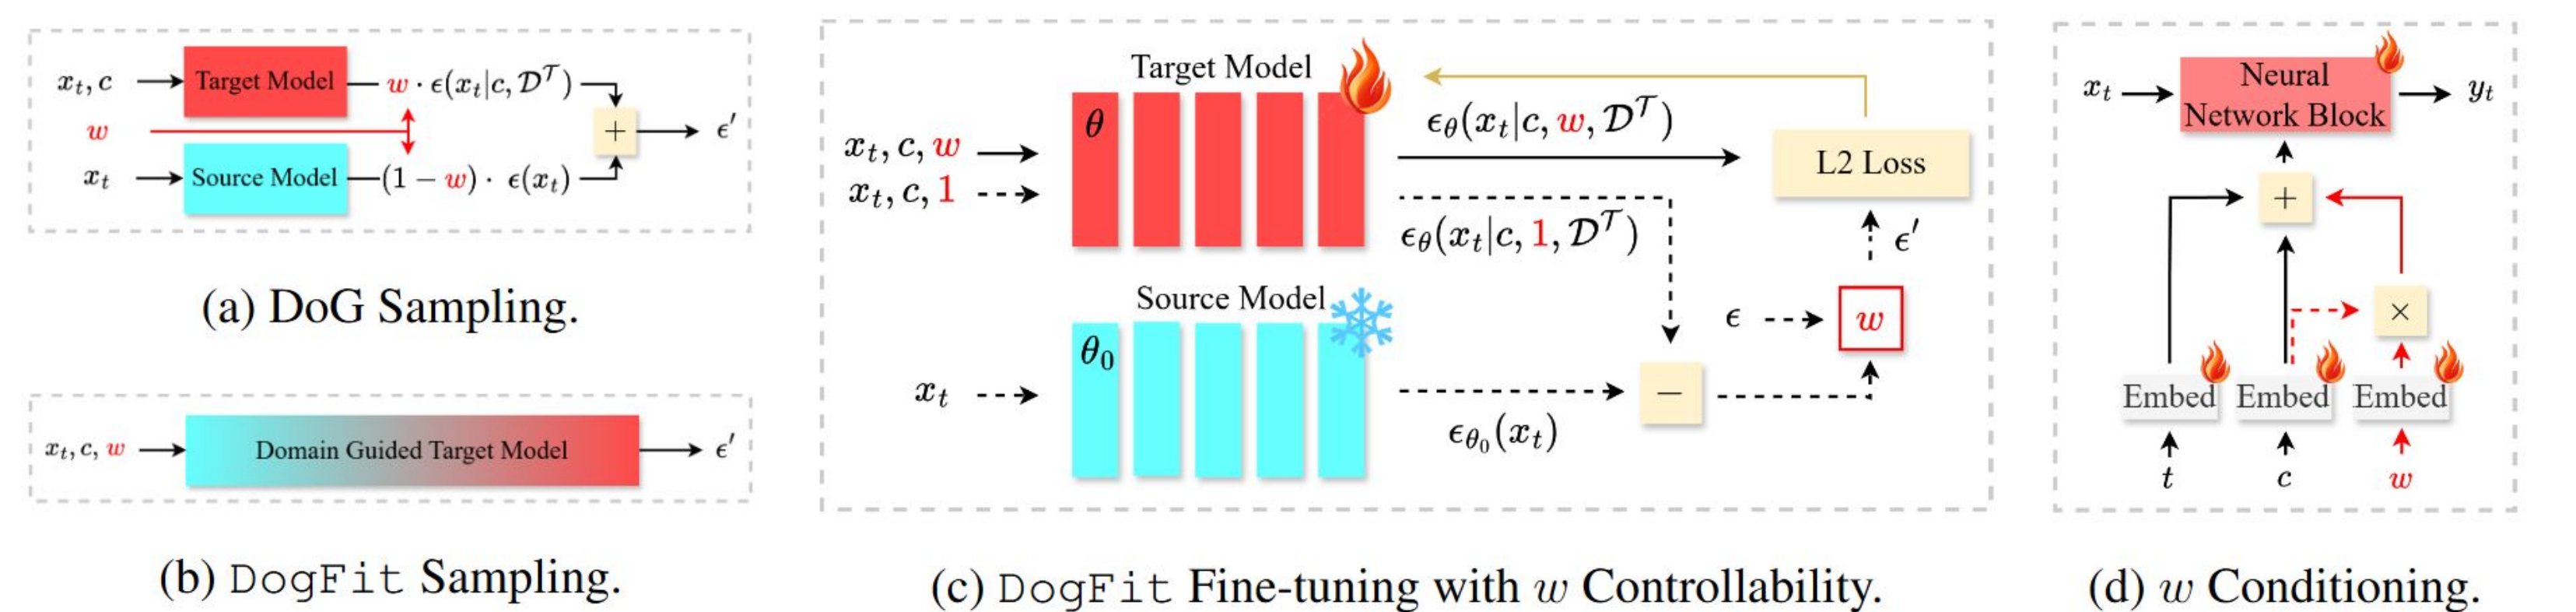 x_t, c
Target Model
w · ϵ(x_t|c, 𝒟^𝒯)
w
+
ϵ′
x_t
Source Model
(1 − w) · ϵ(x_t)
(a) DoG Sampling.
x_t, c, w
Domain Guided Target Model
ϵ′
(b) DogFit Sampling.
Target Model
θ
x_t, c, w
x_t, c, 1
ϵ_θ(x_t|c, w, 𝒟^𝒯)
L2 Loss
ϵ_θ(x_t|c, 1, 𝒟^𝒯)
ϵ′
Source Model
θ_0
ϵ
w
x_t
ϵ_{θ_0}(x_t)
−
(c) DogFit Fine-tuning with w Controllability.
x_t
Neural
Network Block
y_t
+
×
Embed Embed Embed
t c w
(d) w Conditioning.